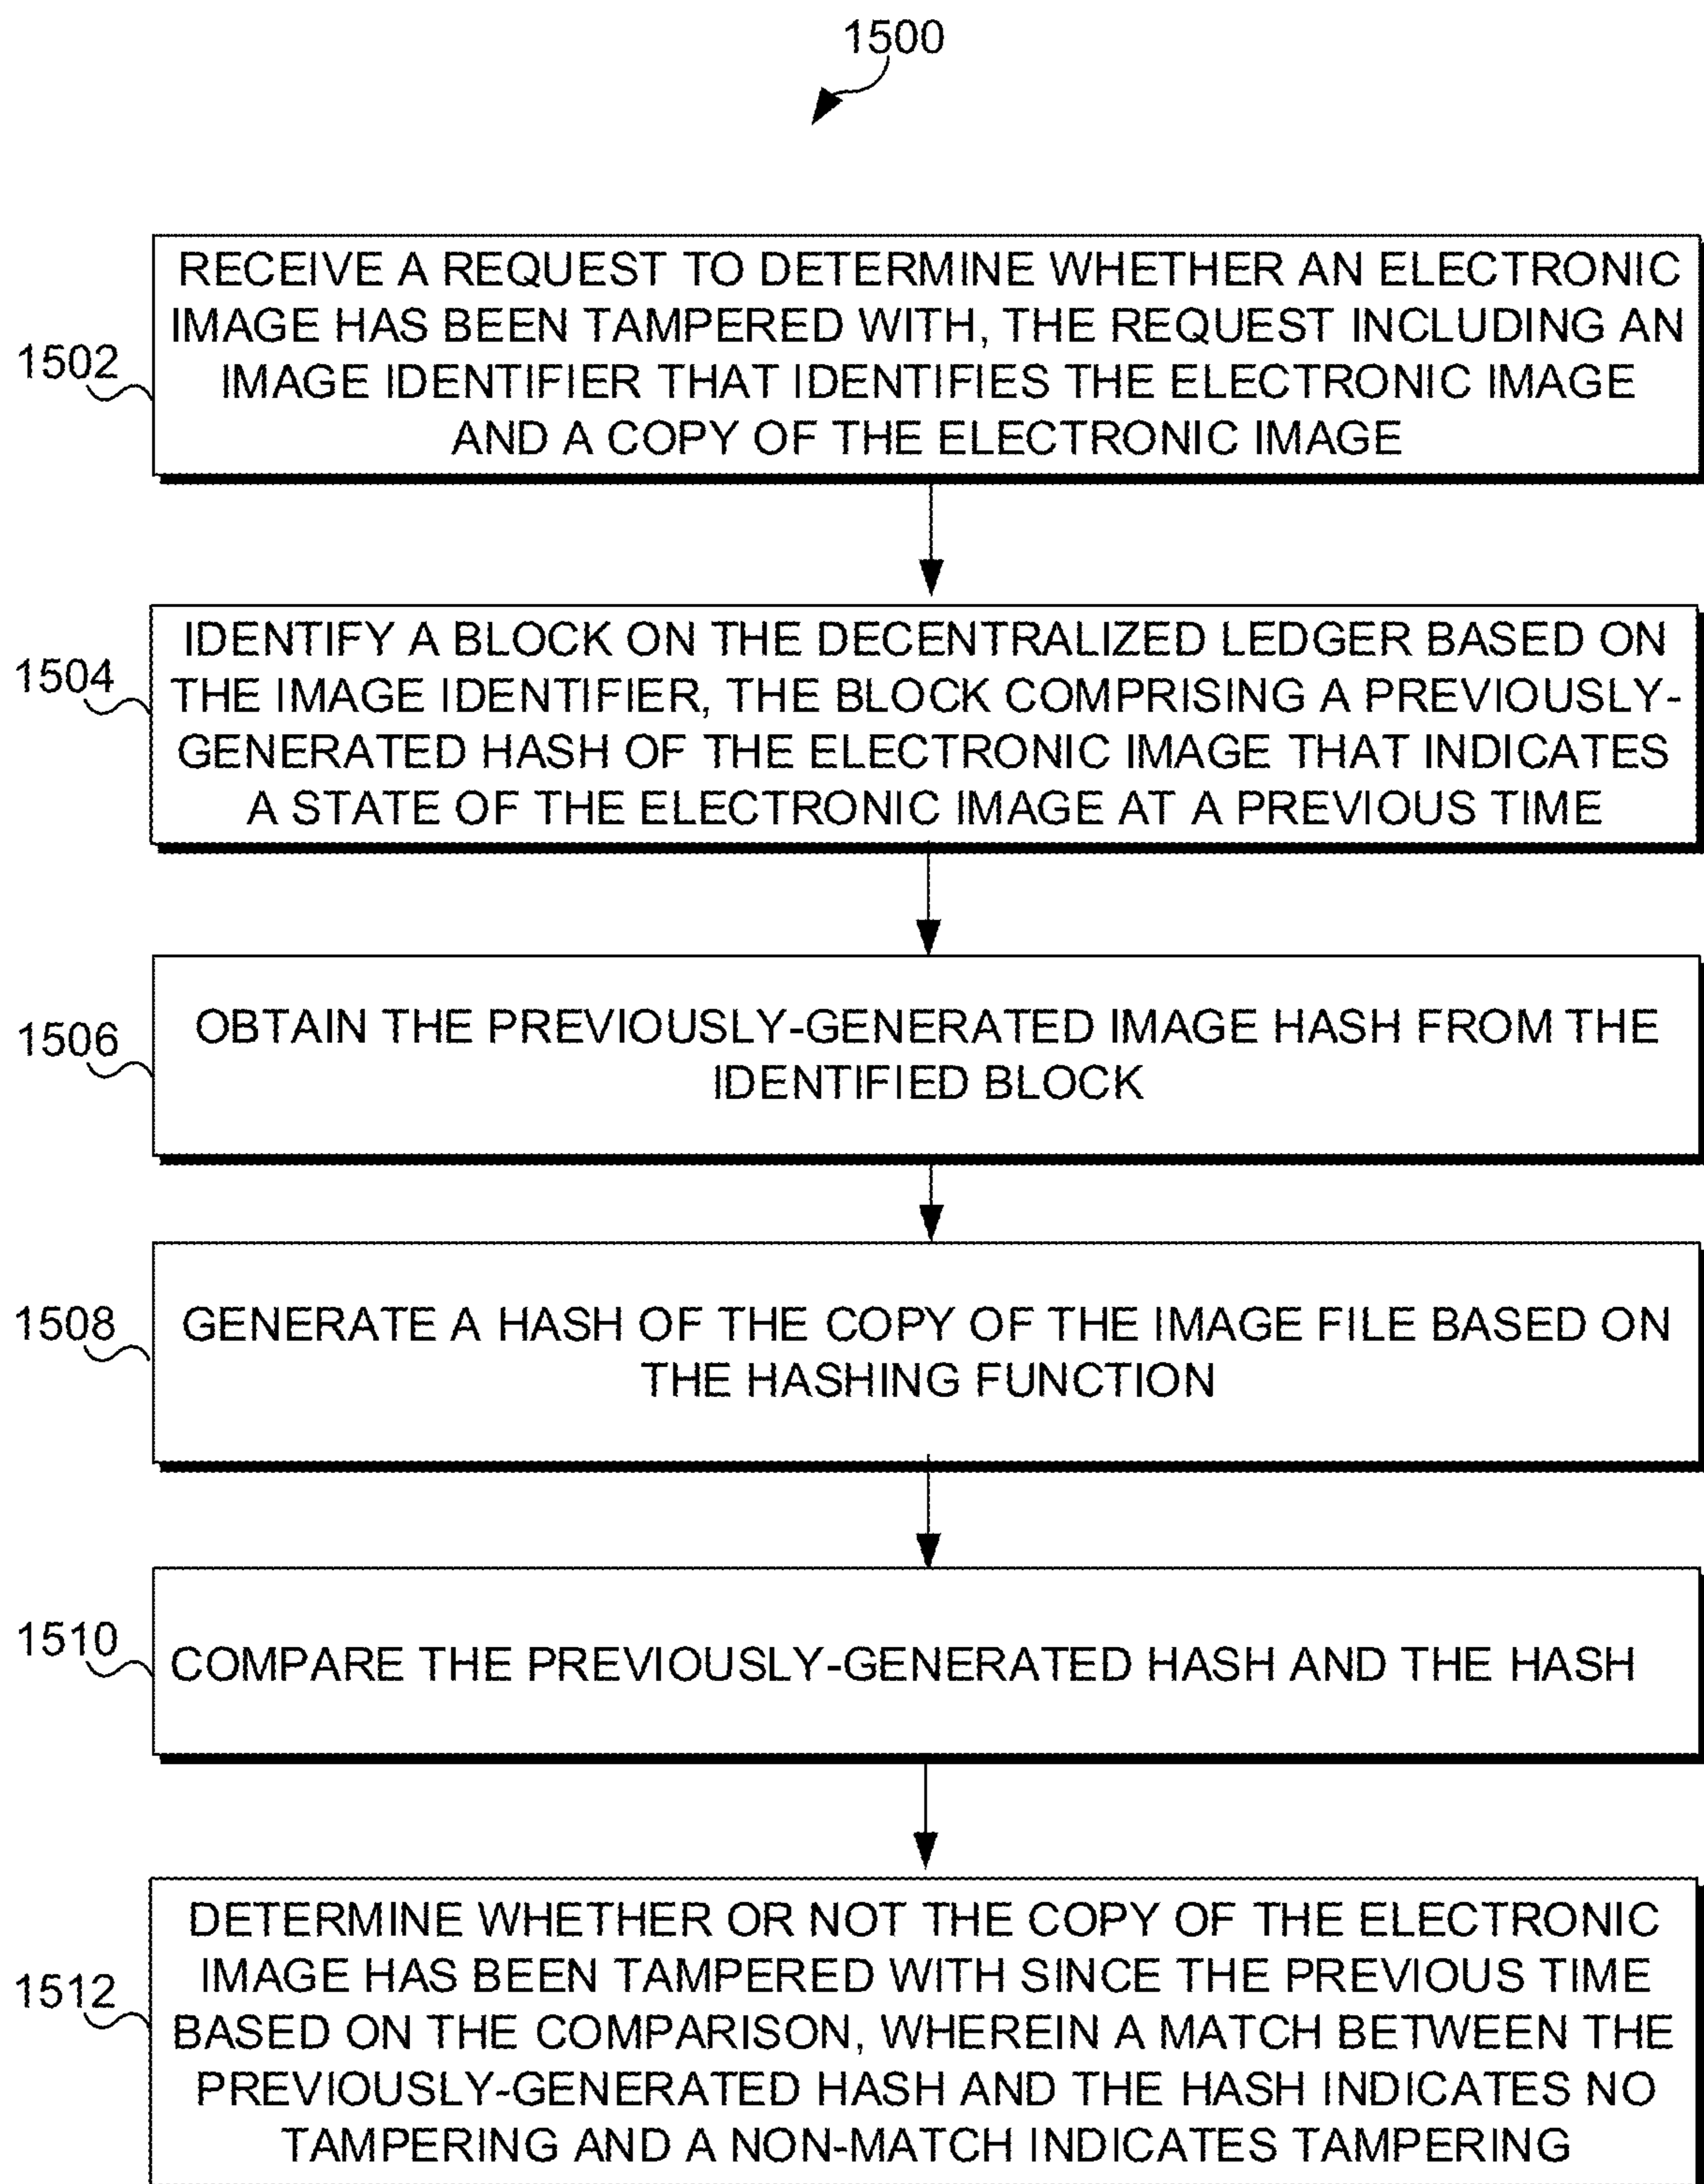 1500
RECEIVE A REQUEST TO DETERMINE WHETHER AN ELECTRONIC
IMAGE HAS BEEN TAMPERED WITH, THE REQUEST INCLUDING AN
IMAGE IDENTIFIER THAT IDENTIFIES THE ELECTRONIC IMAGE
AND A COPY OF THE ELECTRONIC IMAGE
1502
IDENTIFY A BLOCK ON THE DECENTRALIZED LEDGER BASED ON
THE IMAGE IDENTIFIER, THE BLOCK COMPRISING A PREVIOUSLY-
GENERATED HASH OF THE ELECTRONIC IMAGE THAT INDICATES
A STATE OF THE ELECTRONIC IMAGE AT A PREVIOUS TIME
1504
OBTAIN THE PREVIOUSLY-GENERATED IMAGE HASH FROM THE
IDENTIFIED BLOCK
1506
GENERATE A HASH OF THE COPY OF THE IMAGE FILE BASED ON
THE HASHING FUNCTION
1508
COMPARE THE PREVIOUSLY-GENERATED HASH AND THE HASH
1510
DETERMINE WHETHER OR NOT THE COPY OF THE ELECTRONIC
IMAGE HAS BEEN TAMPERED WITH SINCE THE PREVIOUS TIME
BASED ON THE COMPARISON, WHEREIN A MATCH BETWEEN THE
PREVIOUSLY-GENERATED HASH AND THE HASH INDICATES NO
TAMPERING AND A NON-MATCH INDICATES TAMPERING
1512